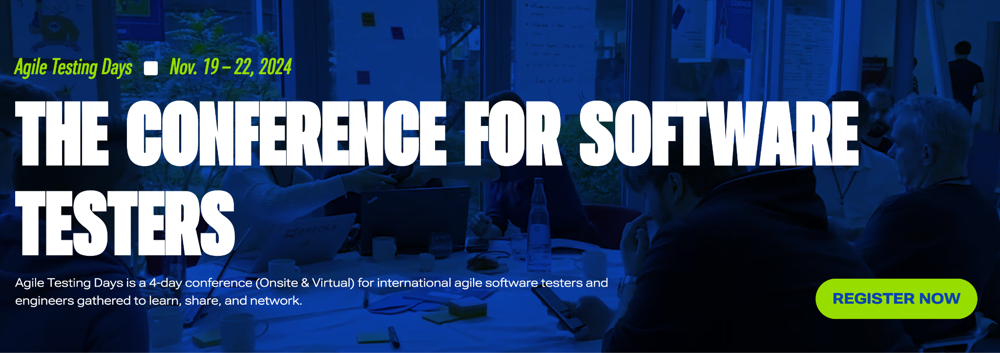 Agile Testing Days Nov. 19 – 22, 2024
THE CONFERENCE FOR SOFTWARE
TESTERS
BREDEX
Agile Testing Days is a 4-day conference (Onsite & Virtual) for international agile software testers and
engineers gathered to learn, share, and network.
REGISTER NOW